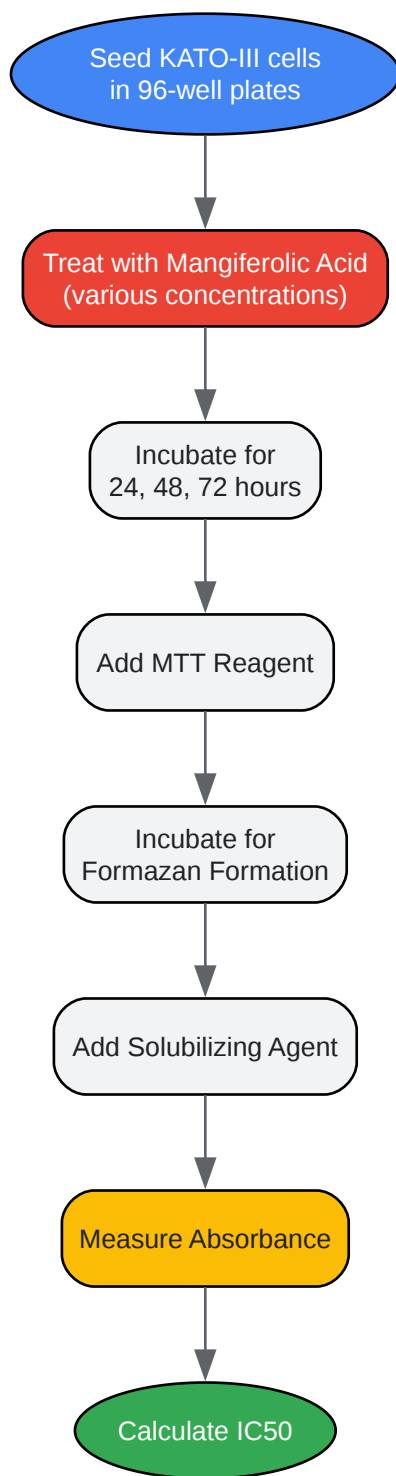 Seed KATO-III cells
in 96-well plates
Treat with Mangiferolic Acid
(various concentrations)
Incubate for
24, 48, 72 hours
Add MTT Reagent
Incubate for
Formazan Formation
Add Solubilizing Agent
Measure Absorbance
Calculate IC50